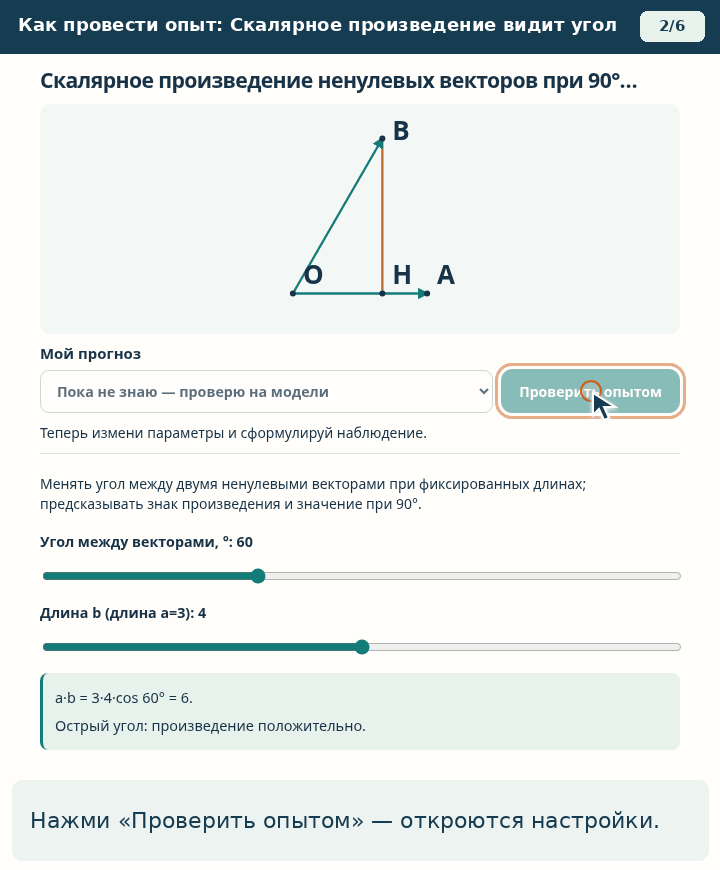 Как провести опыт: Скалярное произведение видит угол
2/6
Скалярное произведение ненулевых векторов при 90°…
B
O
H
A
Мой прогноз
Пока не знаю — проверю на модели
Проверить опытом
Теперь измени параметры и сформулируй наблюдение.
Менять угол между двумя ненулевыми векторами при фиксированных длинах;
предсказывать знак произведения и значение при 90°.
Угол между векторами, °: 60
Длина b (длина a=3): 4
a·b = 3·4·cos 60° = 6.
Острый угол: произведение положительно.
Нажми «Проверить опытом» — откроются настройки.